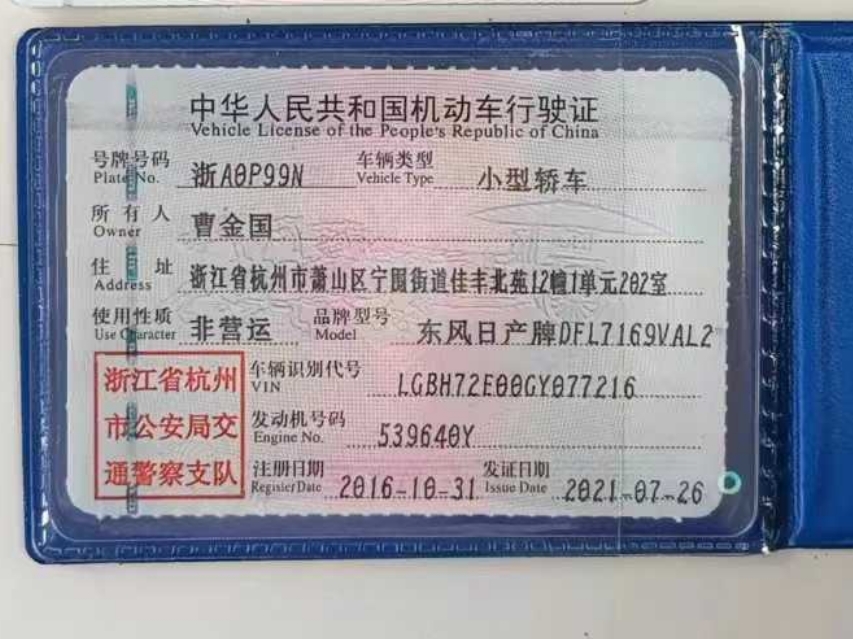 中华人民共和国机动车行驶证
Vehicle License of the People's Republic of China
号牌号码 浙A0P99N 车辆类型 小型轿车
Plate No. Vehicle Type
所有人 曹金国
Owner
住址 浙江省杭州市萧山区宁围街道佳丰北苑12幢1单元202室
Address
使用性质 非营运 品牌型号 东风日产牌DFL7169VAL2
Use Character Model
浙江省杭州
市公安局交
通警察支队
车辆识别代号 LGBH72E00GY077216
VIN
发动机号码 539640Y
Engine No.
注册日期 2016-10-31 发证日期 2021-07-26
Register Date Issue Date